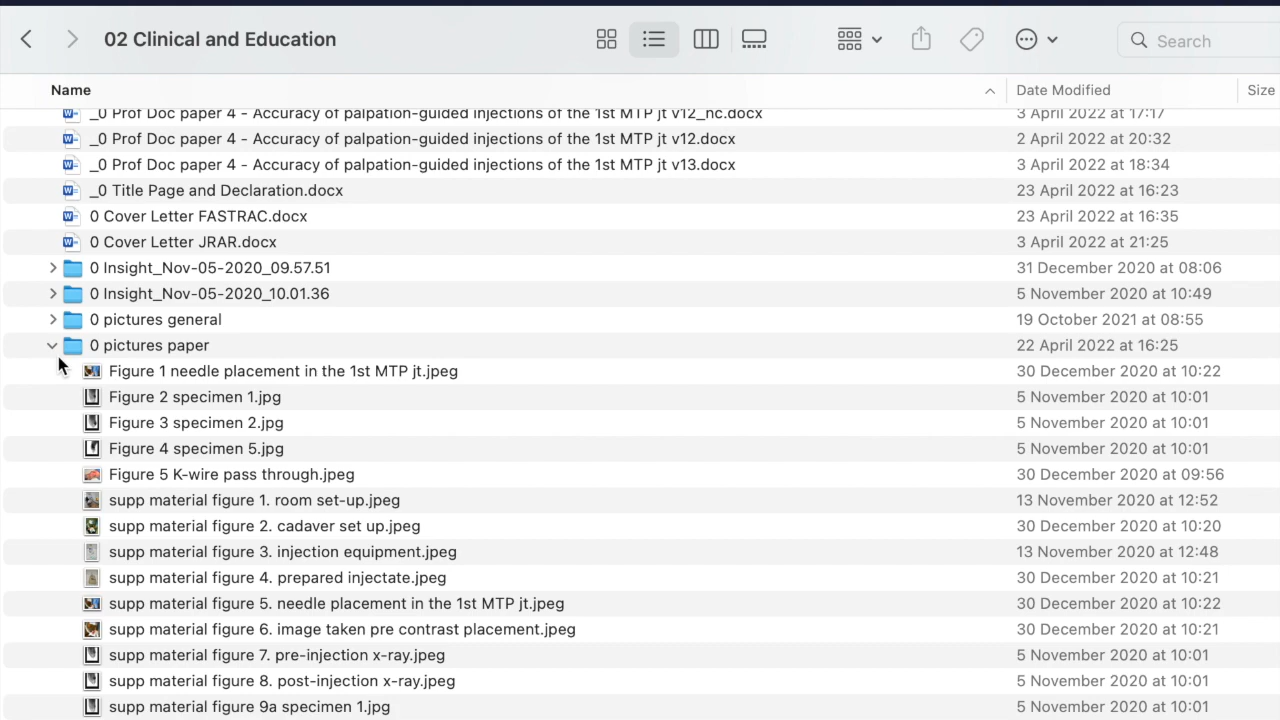 02 Clinical and Education
Search
Name Date Modified Size
_0 Prof Doc paper 4 - Accuracy of palpation-guided injections of the 1st MTP jt v12_nc.docx 3 April 2022 at 17:17
_0 Prof Doc paper 4 - Accuracy of palpation-guided injections of the 1st MTP jt v12.docx 2 April 2022 at 20:32
_0 Prof Doc paper 4 - Accuracy of palpation-guided injections of the 1st MTP jt v13.docx 3 April 2022 at 18:34
_0 Title Page and Declaration.docx 23 April 2022 at 16:23
0 Cover Letter FASTRAC.docx 23 April 2022 at 16:35
0 Cover Letter JRAR.docx 3 April 2022 at 21:25
0 Insight_Nov-05-2020_09.57.51 31 December 2020 at 08:06
0 Insight_Nov-05-2020_10.01.36 5 November 2020 at 10:49
0 pictures general 19 October 2021 at 08:55
0 pictures paper 22 April 2022 at 16:25
Figure 1 needle placement in the 1st MTP jt.jpeg 30 December 2020 at 10:22
Figure 2 specimen 1.jpg 5 November 2020 at 10:01
Figure 3 specimen 2.jpg 5 November 2020 at 10:01
Figure 4 specimen 5.jpg 5 November 2020 at 10:01
Figure 5 K-wire pass through.jpeg 30 December 2020 at 09:56
supp material figure 1. room set-up.jpeg 13 November 2020 at 12:52
supp material figure 2. cadaver set up.jpeg 30 December 2020 at 10:20
supp material figure 3. injection equipment.jpeg 13 November 2020 at 12:48
supp material figure 4. prepared injectate.jpeg 30 December 2020 at 10:21
supp material figure 5. needle placement in the 1st MTP jt.jpeg 30 December 2020 at 10:22
supp material figure 6. image taken pre contrast placement.jpeg 30 December 2020 at 10:21
supp material figure 7. pre-injection x-ray.jpeg 5 November 2020 at 10:01
supp material figure 8. post-injection x-ray.jpeg 5 November 2020 at 10:01
supp material figure 9a specimen 1.jpg 5 November 2020 at 10:01